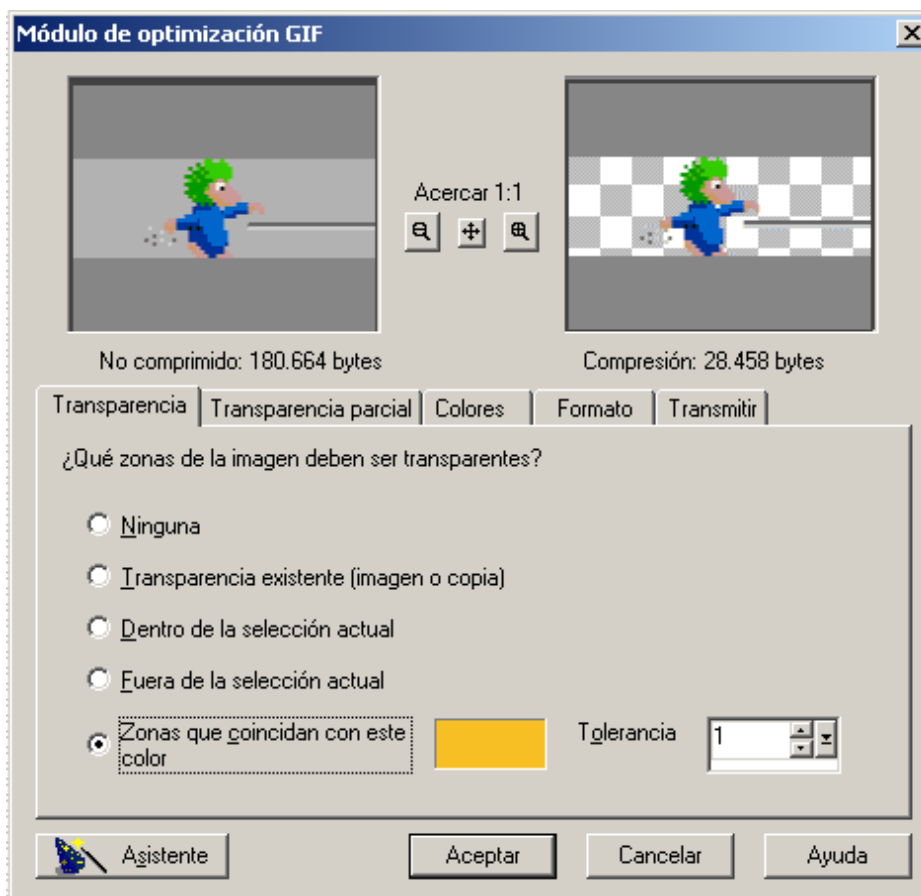 Módulo de optimización GIF
Acercar 1:1
No comprimido: 180.664 bytes
Compresión: 28.458 bytes
Transparencia
Transparencia parcial
Colores
Formato
Transmitir
¿Qué zonas de la imagen deben ser transparentes?
Ninguna
Transparencia existente (imagen o copia)
Dentro de la selección actual
Fuera de la selección actual
Zonas que coincidan con este
color
Tolerancia
1
Asistente
Aceptar
Cancelar
Ayuda